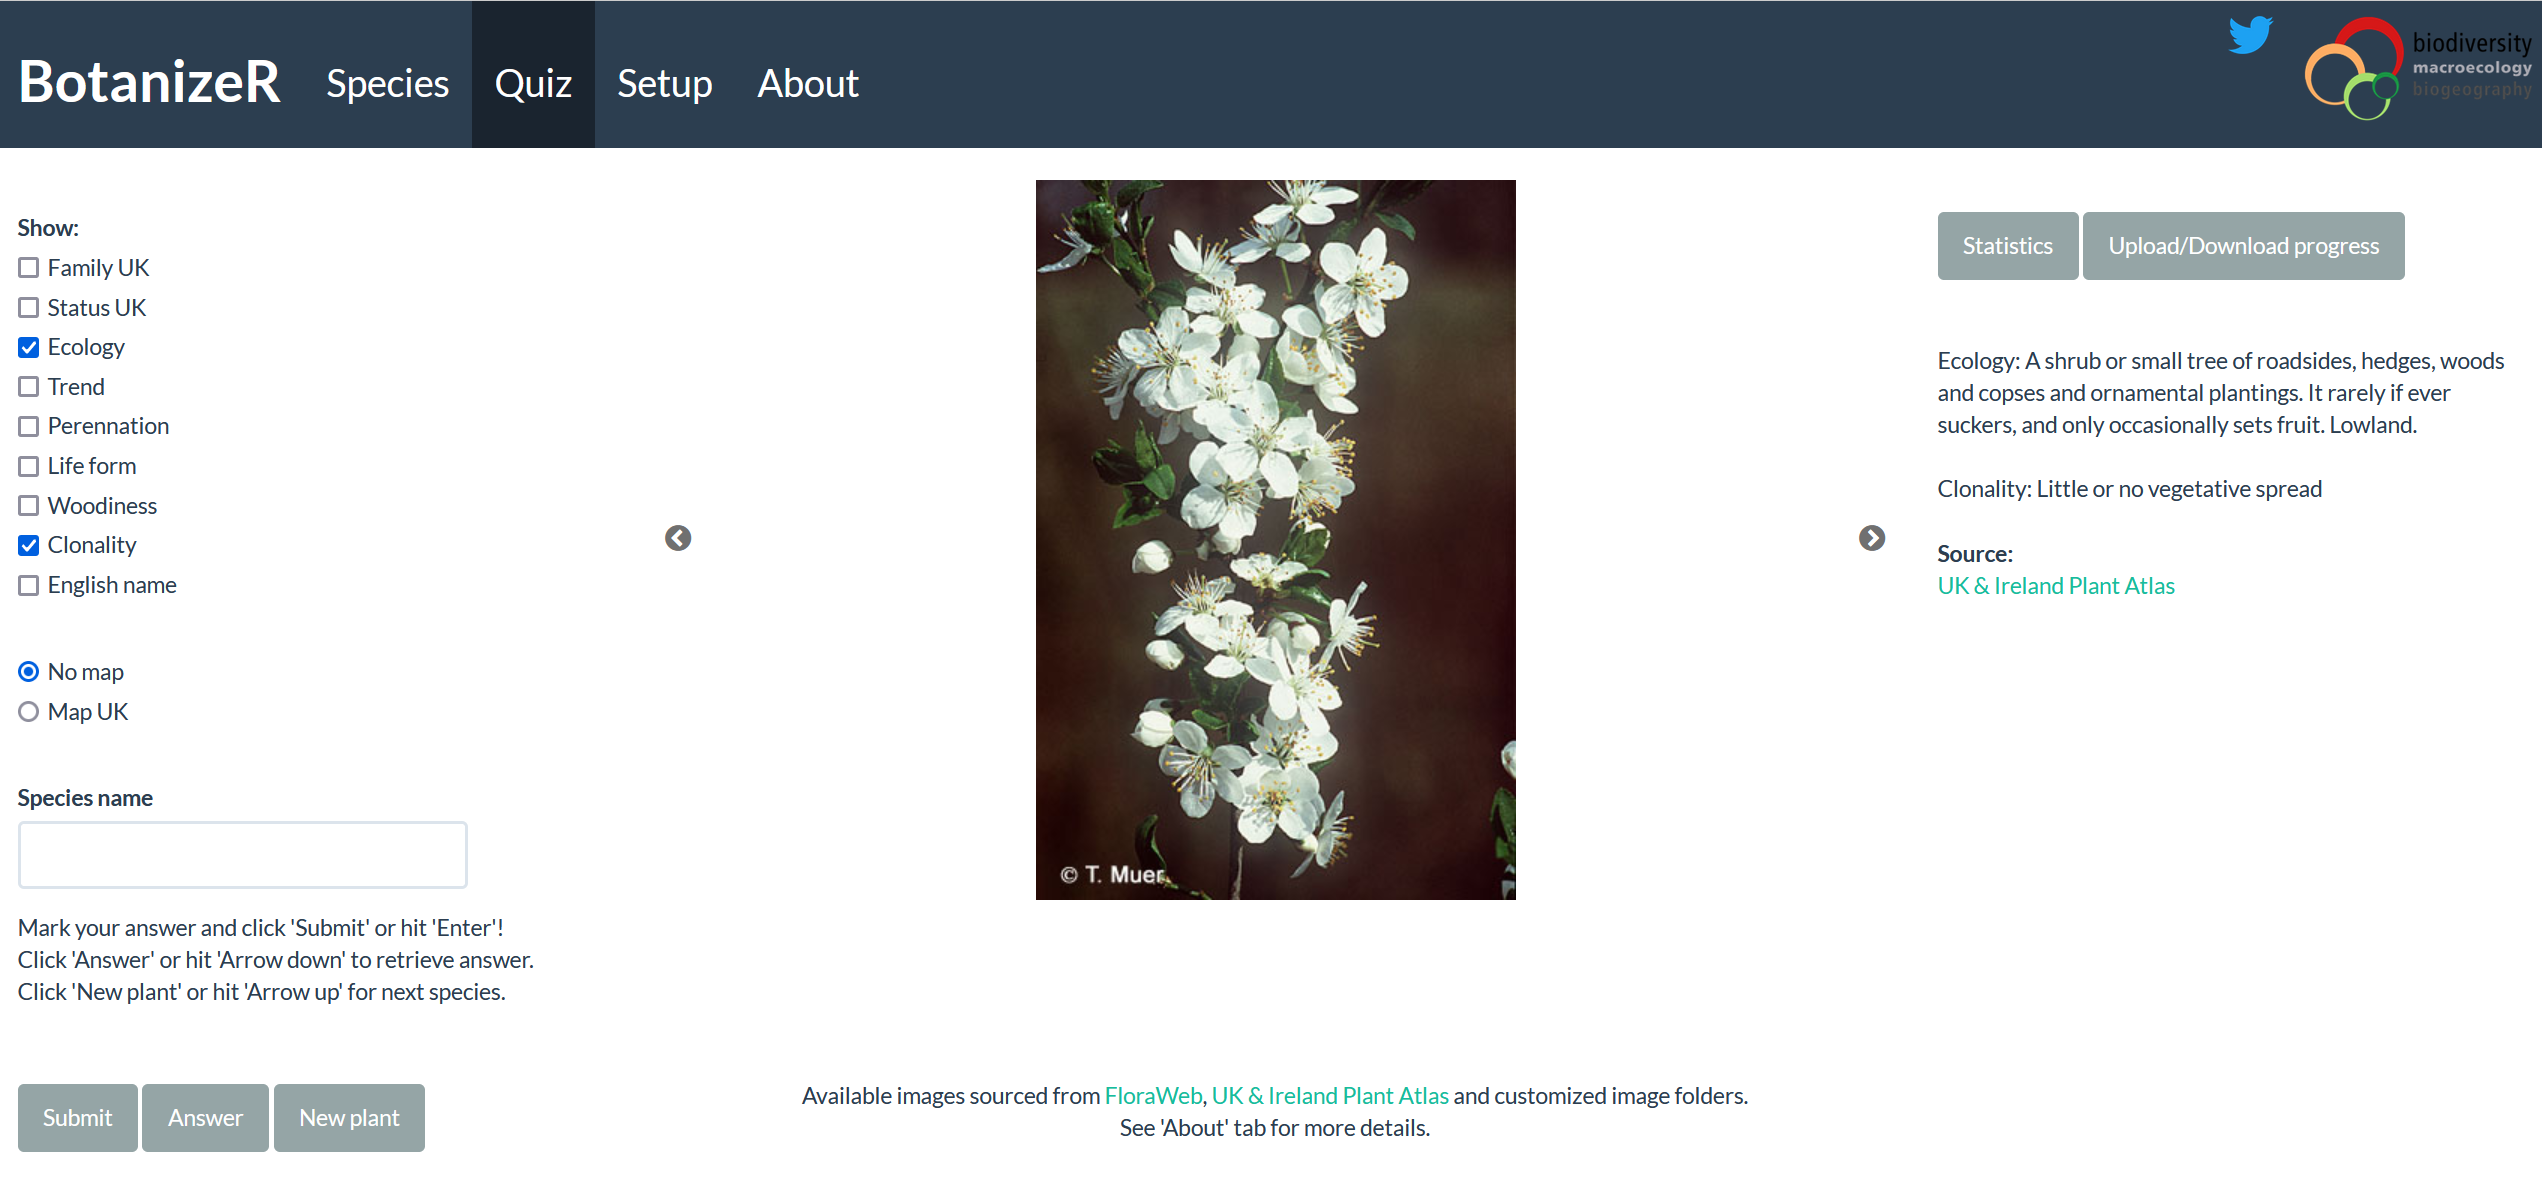 BotanizeR
Species
Quiz
Setup
About
biodiversity
macroecology
biogeography
Show:
Family UK
Status UK
Ecology
Trend
Perennation
Life form
Woodiness
Clonality
English name
No map
Map UK
Species name
Mark your answer and click 'Submit' or hit 'Enter'!
Click 'Answer' or hit 'Arrow down' to retrieve answer.
Click 'New plant' or hit 'Arrow up' for next species.
Submit
Answer
New plant
© T. Muer
Available images sourced from FloraWeb, UK & Ireland Plant Atlas and customized image folders.
See 'About' tab for more details.
Statistics
Upload/Download progress
Ecology: A shrub or small tree of roadsides, hedges, woods
and copses and ornamental plantings. It rarely if ever
suckers, and only occasionally sets fruit. Lowland.
Clonality: Little or no vegetative spread
Source:
UK & Ireland Plant Atlas